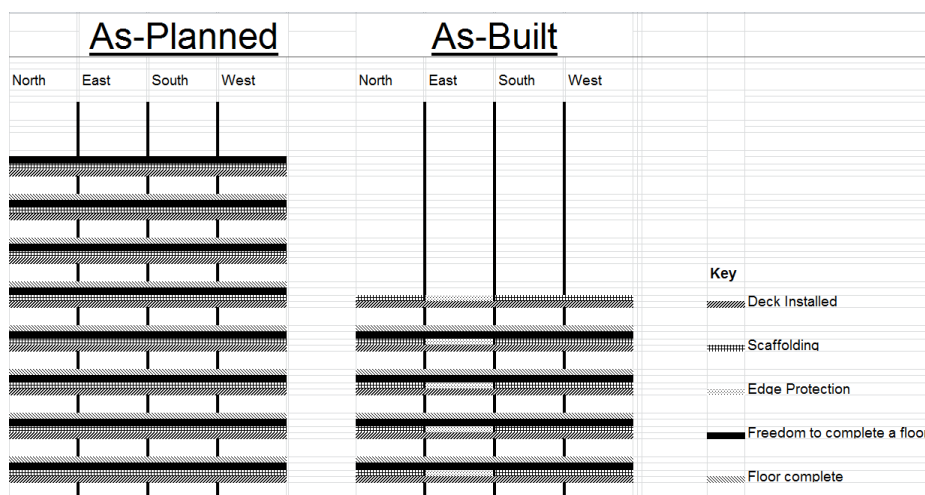 As-Planned
As-Built
North East South West
North East South West
Key
Deck Installed
Scaffolding
Edge Protection
Freedom to complete a floor
Floor complete